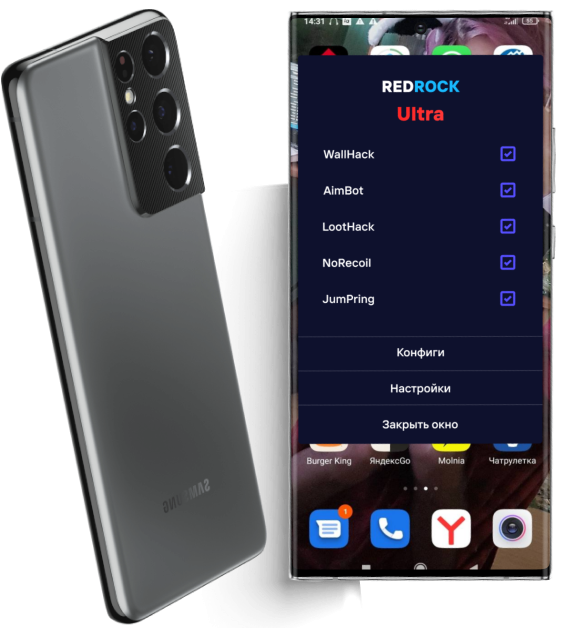 14:31
REDROCK
Ultra
WallHack
AimBot
LootHack
NoRecoil
JumPring
Конфиги
Настройки
Закрыть окно
Burger King
ЯндексGo
Molnia
Чатрулетка
1
SAMSUNG